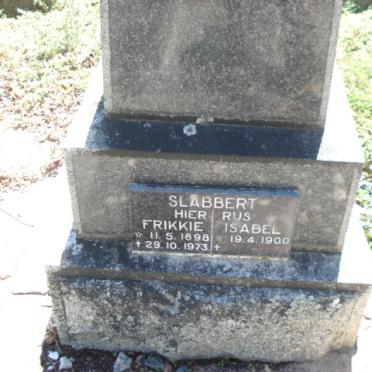 SLABBERT
HIER RUS
FRIKKIE ISABEL
☆ 11.5.1898 ☆ 19.4.1900
+ 29.10.1973 +